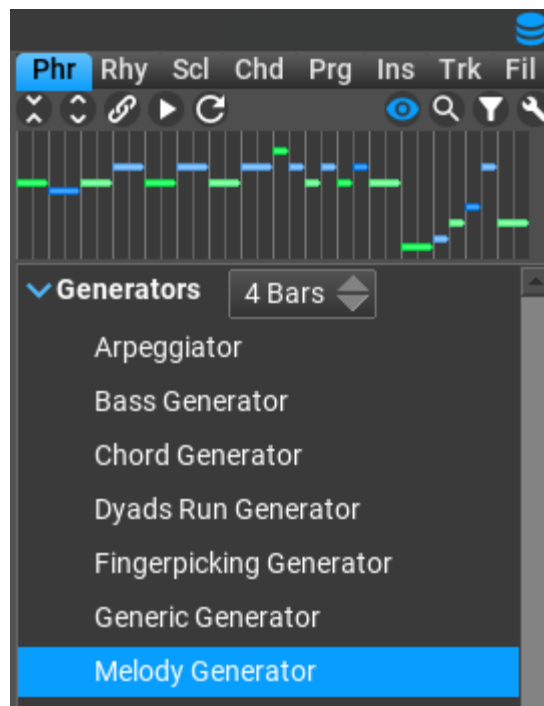 Phr Rhy Scl Chd Prg Ins Trk Fil
Generators 4 Bars
Arpeggiator
Bass Generator
Chord Generator
Dyads Run Generator
Fingerpicking Generator
Generic Generator
Melody Generator